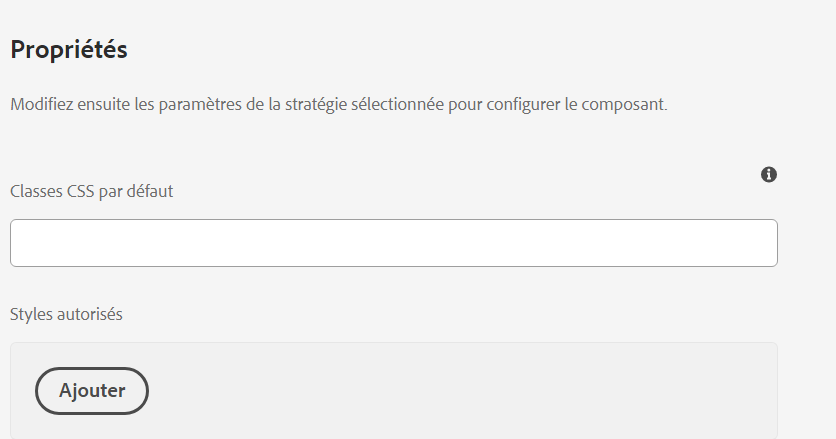 Propriétés
Modifiez ensuite les paramètres de la stratégie sélectionnée pour configurer le composant.
Classes CSS par défaut
Styles autorisés
Ajouter